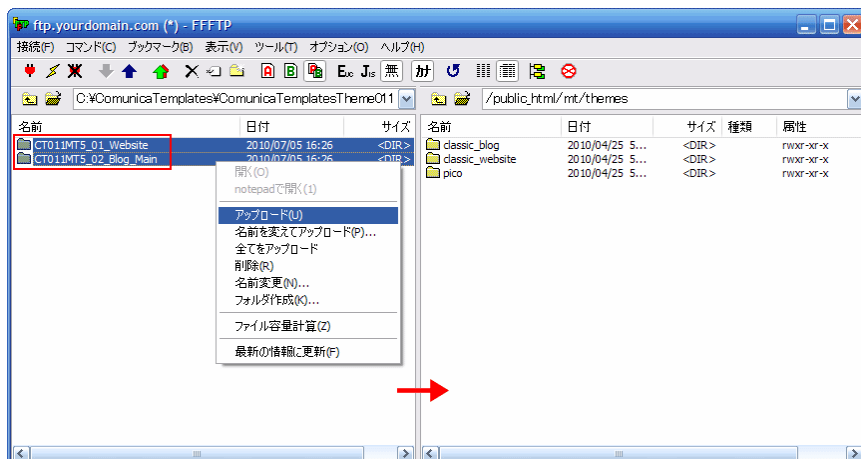 ftp.yourdomain.com (*) - FFFTP
接続(F) コマンド(C) ブックマーク(B) 表示(V) ツール(T) オプション(O) ヘルプ(H)
A B Euc JIS 無 カナ
C:¥ComunicaTemplates¥ComunicaTemplatesTheme011 /public_html/mt/themes
名前 日付 サイズ 名前 日付 サイズ 種類 属性
CT011MT5_01_Website 2010/07/05 16:26 <DIR> classic_blog 2010/04/25 5... <DIR> rwxr-xr-x
CT011MT5_02_Blog_Main 2010/07/05 16:26 <DIR> classic_website 2010/04/25 5... <DIR> rwxr-xr-x
開く(O) pico 2010/04/25 5... <DIR> rwxr-xr-x
notepadで開く(1)
アップロード(U)
名前を変えてアップロード(P)...
全てをアップロード
削除(R)
名前変更(N)...
フォルダ作成(K)...
ファイル容量計算(Z)
最新の情報に更新(F)